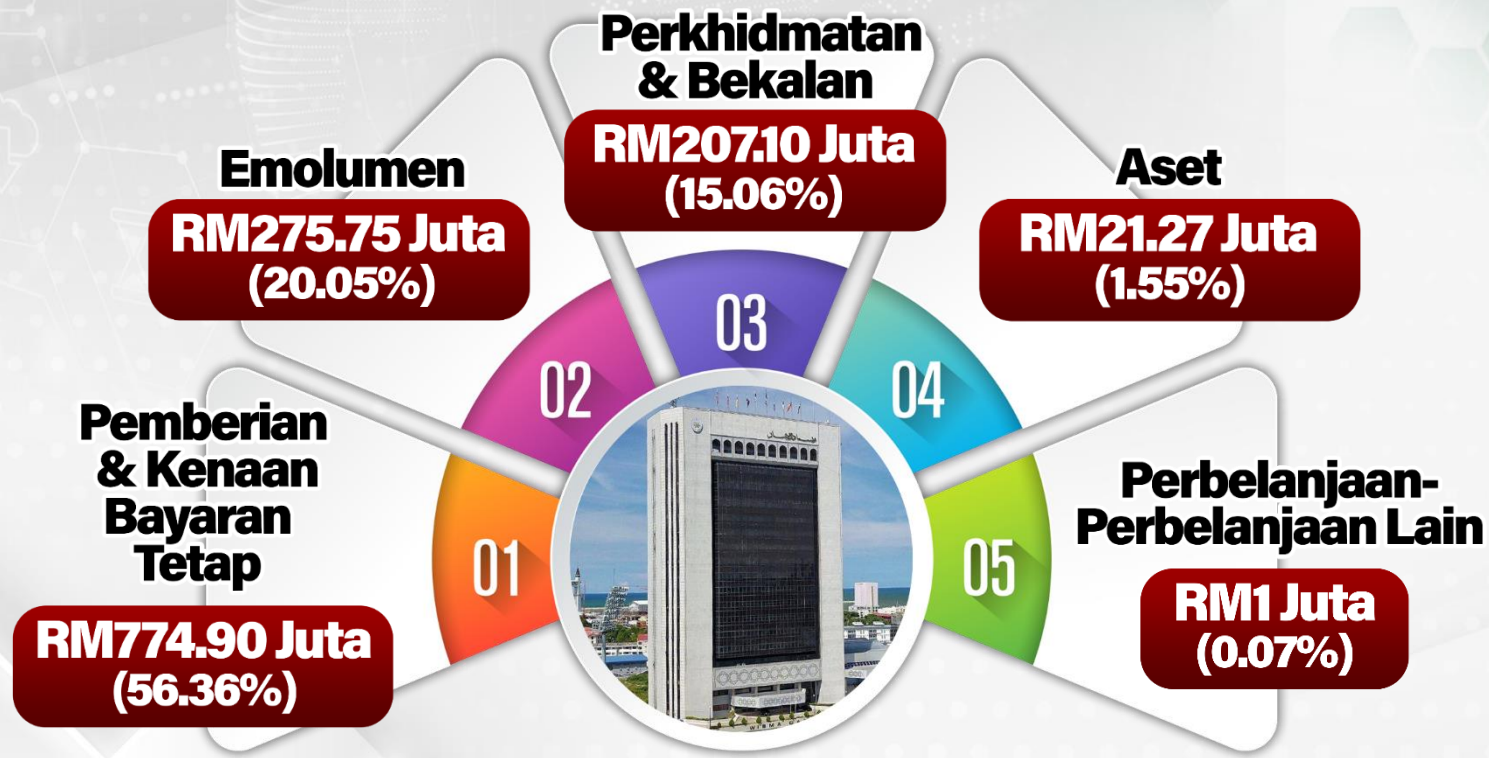 Perkhidmatan
& Bekalan
RM207.10 Juta
(15.06%)
Emolumen
RM275.75 Juta
(20.05%)
Aset
RM21.27 Juta
(1.55%)
03
02
04
Pemberian
& Kenaan
Bayaran
Tetap
RM774.90 Juta
(56.36%)
01
05
Perbelanjaan-
Perbelanjaan Lain
RM1 Juta
(0.07%)